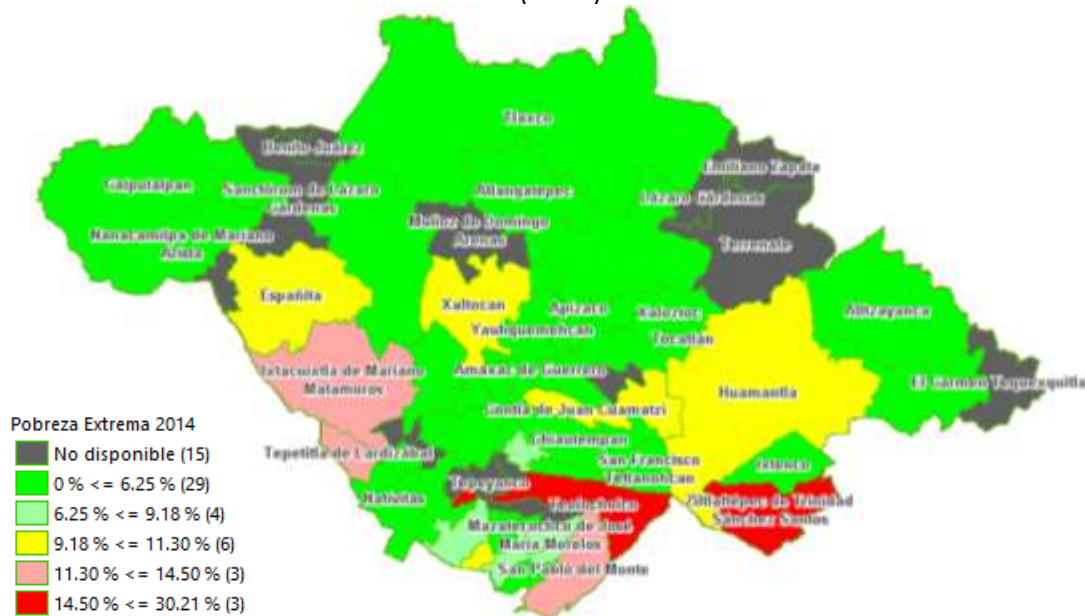 Tlaxco
Benito Juárez
Emiliano Zapata
Calpulalpan
Sanctórum de Lázaro
Cárdenas
Atlangatepec
Lázaro Cárdenas
Muñoz de Domingo
Arenas
Nanacamilpa de Mariano
Arista
Terrenate
Españita
Xaltocan
Apizaco
Xaloztoc
Altzayanca
Yauhquemehcan
Tocatlán
Ixtacuixtla de Mariano
Matamoros
Amaxac de Guerrero
Huamantla
El Carmen Tequexquitla
Contla de Juan Cuamatzi
Pobreza Extrema 2014
Chiautempan
No disponible (15)
Tepetitla de Lardizábal
San Francisco
Tetlanohcan
Ixtenco
0 % <= 6.25 % (29)
Nativitas
Tepeyanco
Teolocholco
Ziltlaltépec de Trinidad
Sánchez Santos
6.25 % <= 9.18 % (4)
Mazatecochco de José
María Morelos
9.18 % <= 11.30 % (6)
San Pablo del Monte
11.30 % <= 14.50 % (3)
14.50 % <= 30.21 % (3)